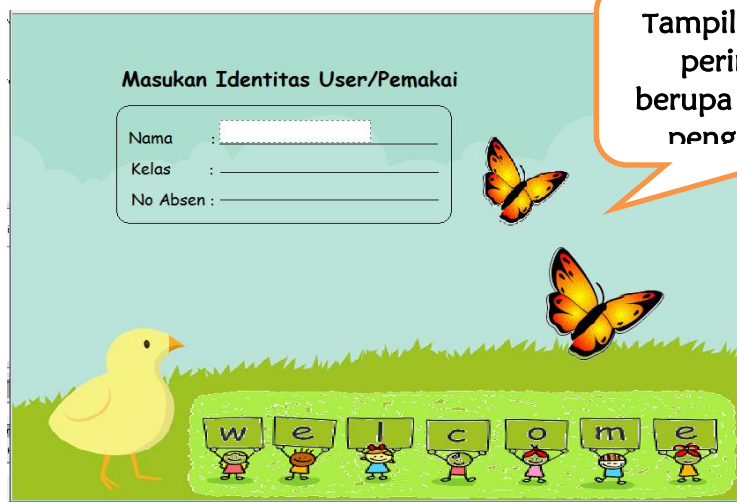 Tampil
perin
berupa
Masukan Identitas User/Pemakai
Nama :
Kelas :
No Absen :
w e l c o m e